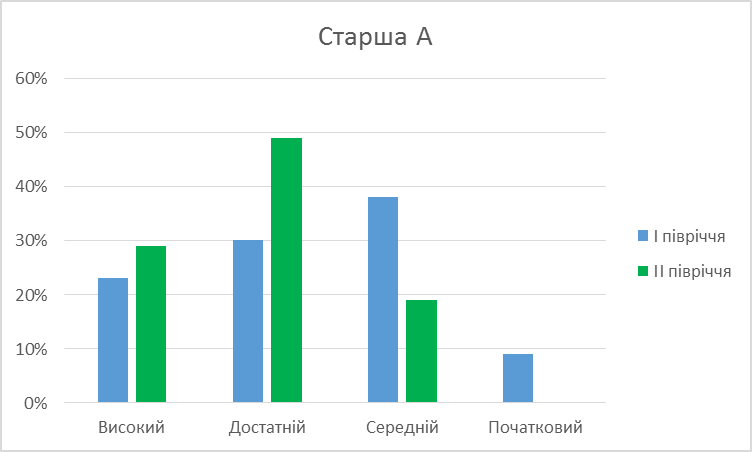 Старша А
60%
50%
40%
30%
20%
10%
0%
Високий
Достатній
Середній
Початковий
І півріччя
ІІ півріччя